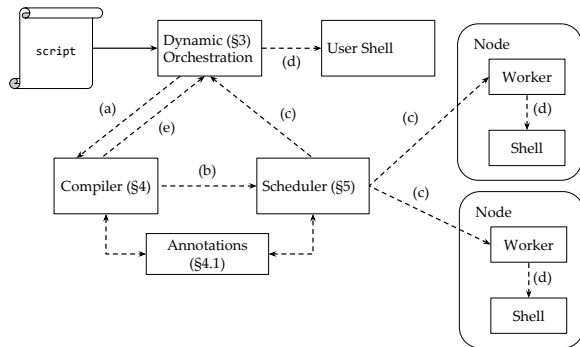 script
Dynamic (§3)
Orchestration
(d)
User Shell
Node
Worker
(d)
Shell
(a)
(e)
(c)
(c)
Compiler (§4)
(b)
Scheduler (§5)
(c)
Annotations
(§4.1)
Node
Worker
(d)
Shell